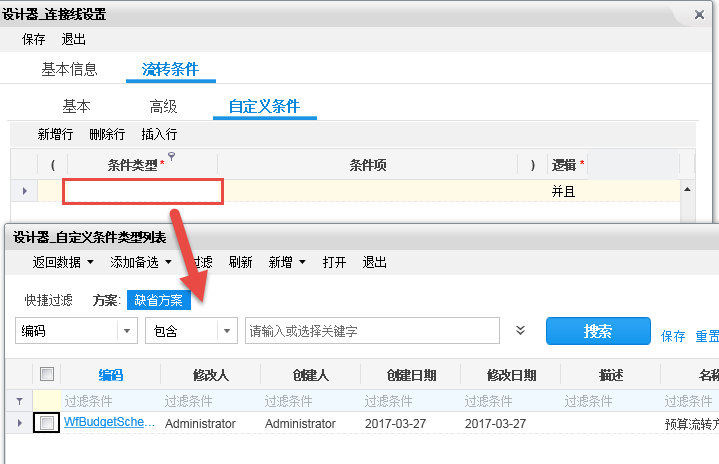 设计器_连接线设置
保存 退出
基本信息 流转条件
基本 高级 自定义条件
新增行 删除行 插入行
( 条件类型 * 条件项 ) 逻辑 *
并且
设计器_自定义条件类型列表
返回数据 添加备选 过滤 刷新 新增 打开 退出
快捷过滤 方案: 缺省方案
编码 包含 请输入或选择关键字 搜索 保存 重置
编码 修改人 创建人 创建日期 修改日期 描述 名称
过滤条件 过滤条件 过滤条件 过滤条件 过滤条件 过滤条件 过滤条件
WfBudgetSche... Administrator Administrator 2017-03-27 2017-03-27 预算流转方